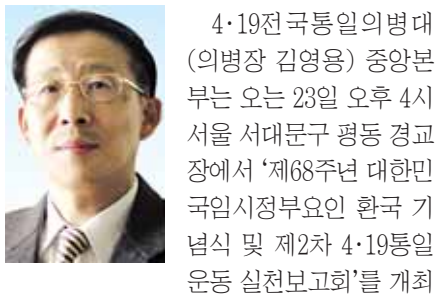 4·19전국통일의병대
(의병장 김영용) 중앙본
부는 오는 23일 오후 4시
서울 서대문구 평동 경교
장에서 ‘제68주년 대한민
국임시정부요인 환국 기
념식 및 제2차 4·19통일
운동 실천보고회’를 개최